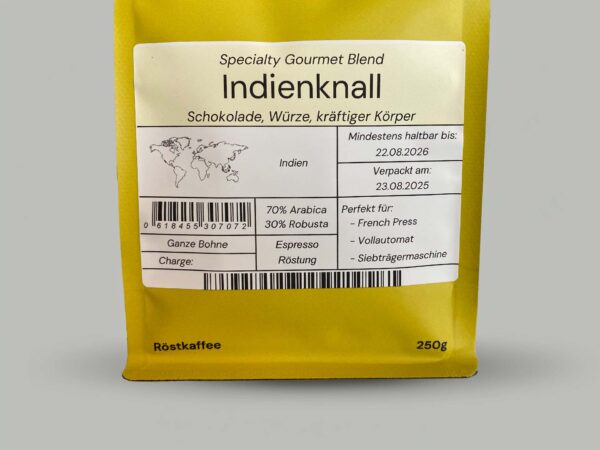 Specialty Gourmet Blend
Indienknall
Schokolade, Würze, kräftiger Körper
Indien
Mindestens haltbar bis:
22.08.2026
Verpackt am:
23.08.2025
0 618455 307072
70% Arabica
30% Robusta
Perfekt für:
- French Press
- Vollautomat
- Siebträgermaschine
Ganze Bohne
Charge:
Espresso
Röstung
Röstkaffee
250g